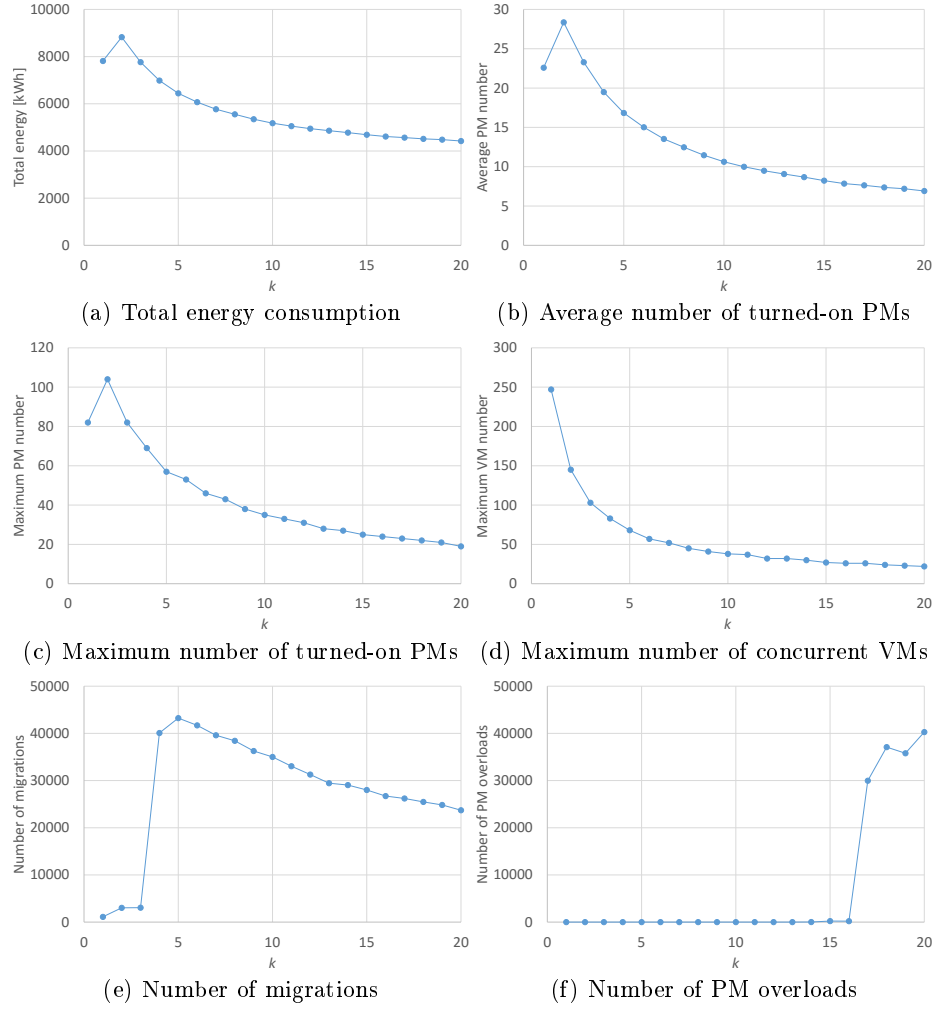 10000
8000
6000
4000
2000
0
Total energy [kWh]
0 5 10 15 20
k
(a) Total energy consumption
30
25
20
15
10
5
0
Average PM number
0 5 10 15 20
k
(b) Average number of turned-on PMs
120
100
80
60
40
20
0
Maximum PM number
0 5 10 15 20
k
(c) Maximum number of turned-on PMs
300
250
200
150
100
50
0
Maximum VM number
0 5 10 15 20
k
(d) Maximum number of concurrent VMs
50000
40000
30000
20000
10000
0
Number of migrations
0 5 10 15 20
k
(e) Number of migrations
50000
40000
30000
20000
10000
0
Number of PM overloads
0 5 10 15 20
k
(f) Number of PM overloads